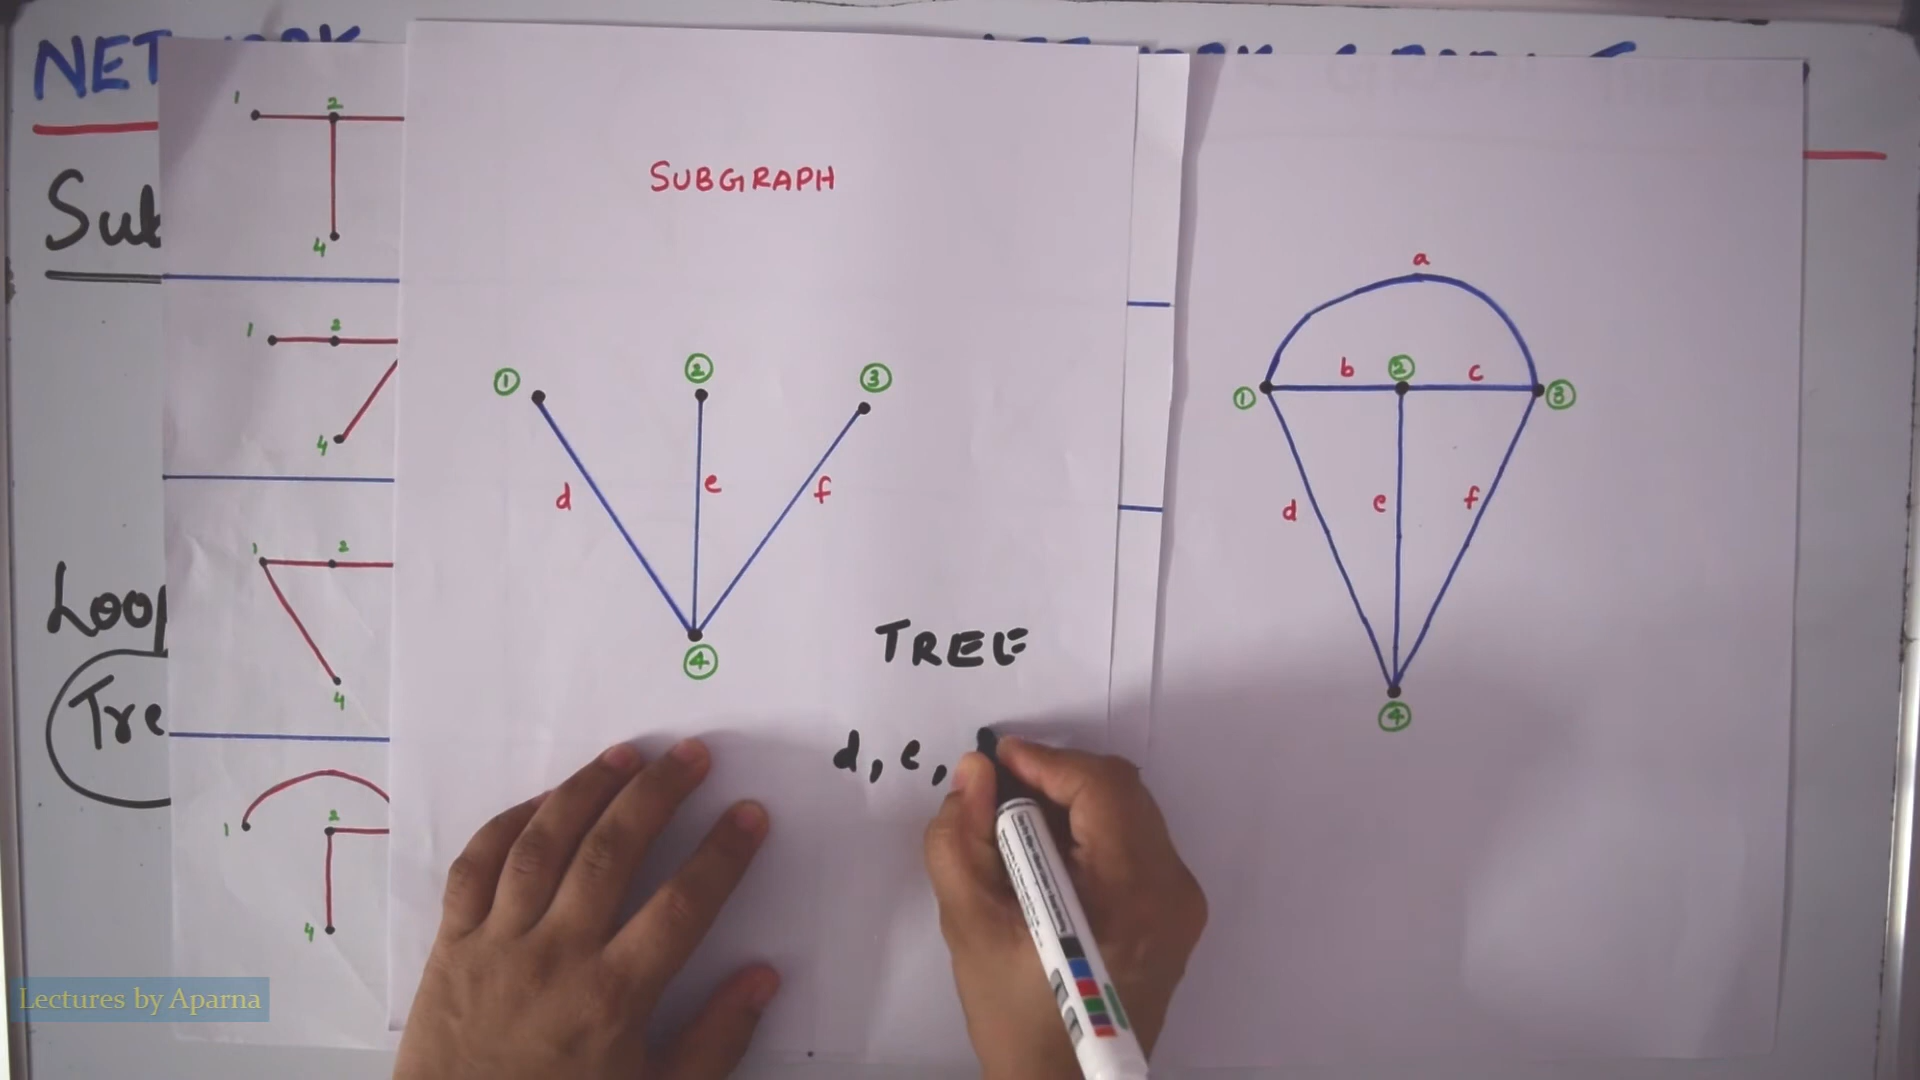 NET
Sub
Loop
Tre
1 2
4
1 2
4
1 2
4
1 2
4
SUBGRAPH
1 2 3
d e f
4
TREE
d, e,
a
b 2 c
1 3
d e f
4
Lectures by Aparna